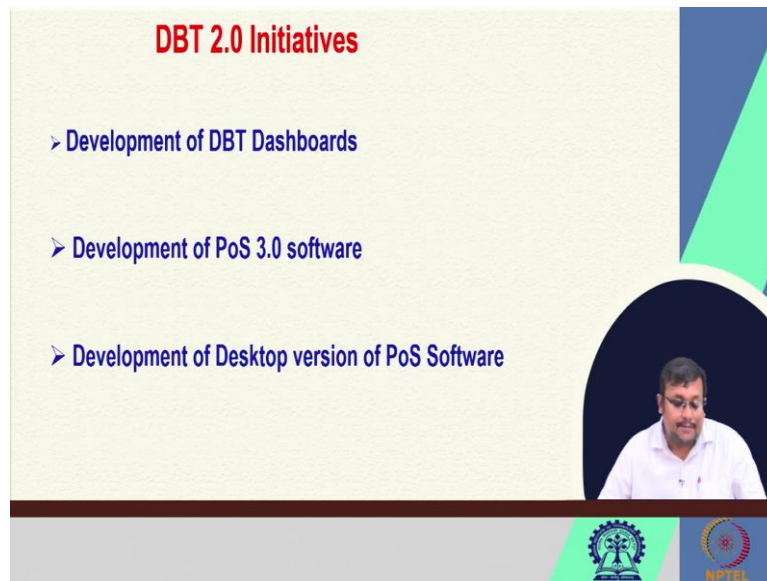 DBT 2.0 Initiatives
➢ Development of DBT Dashboards
➢ Development of PoS 3.0 software
➢ Development of Desktop version of PoS Software
NPTEL